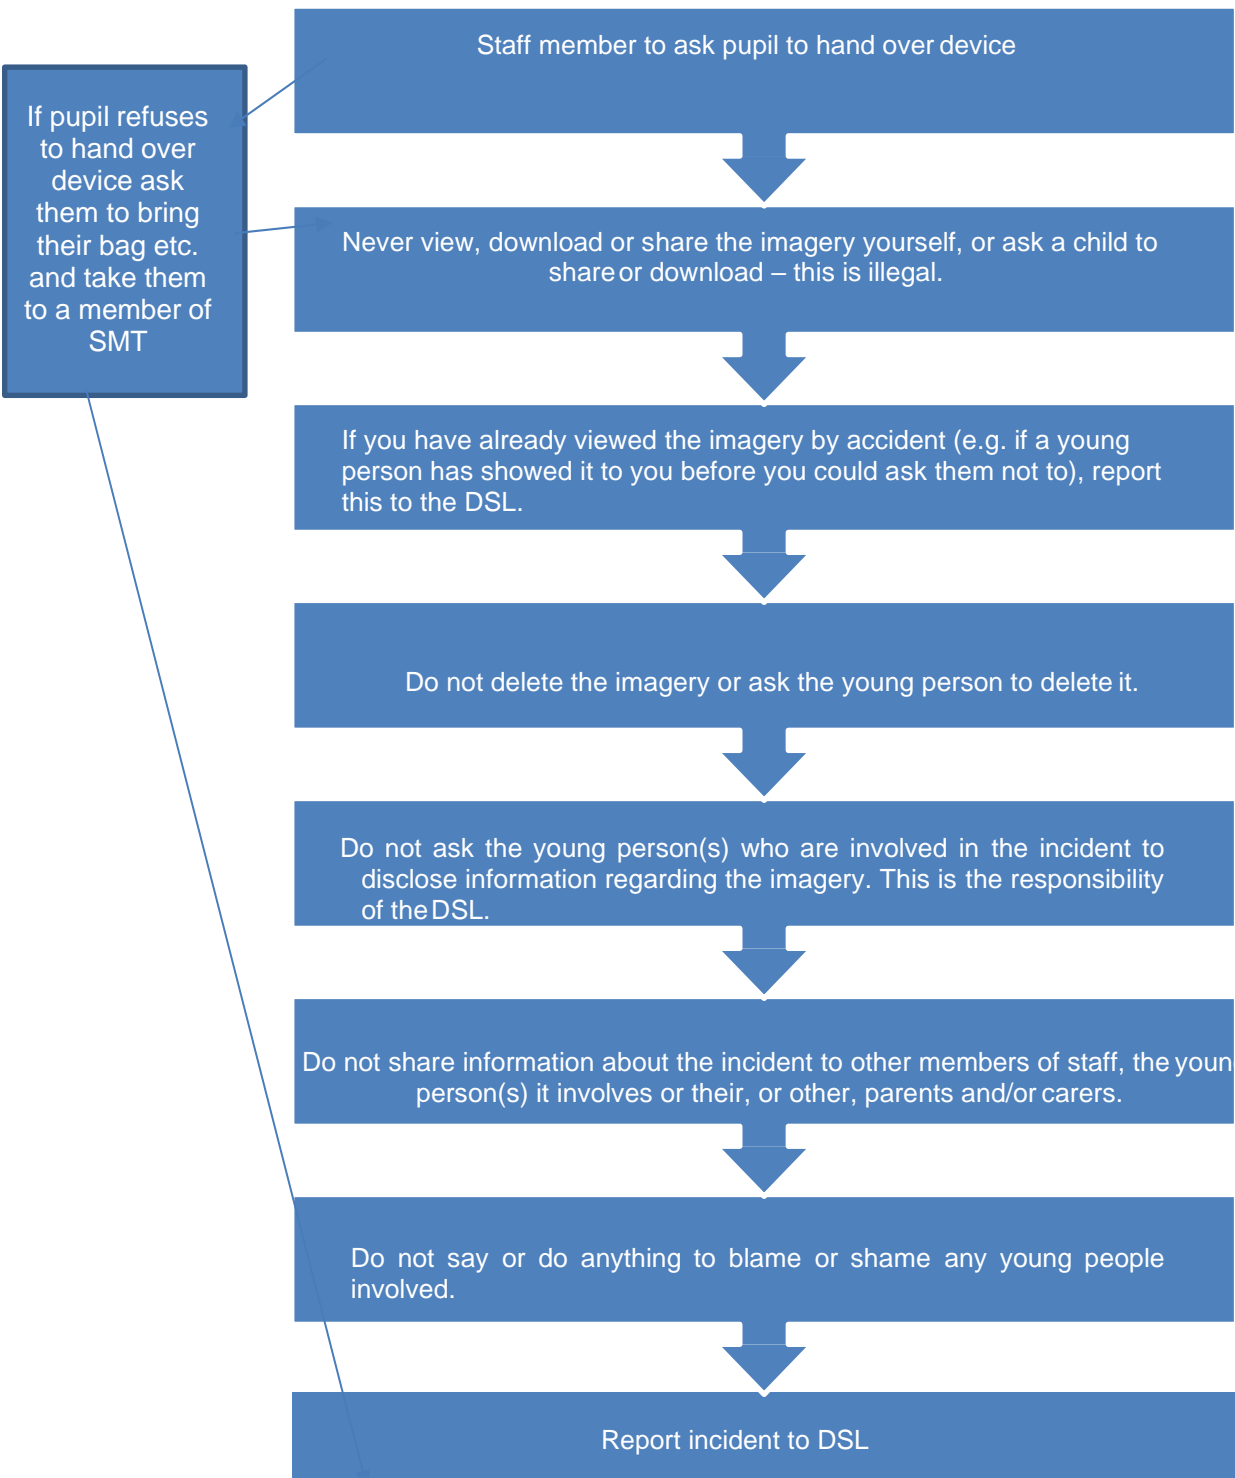 Staff member to ask pupil to hand over device
If pupil refuses
to hand over
device ask
them to bring
their bag etc.
and take them
to a member of
SMT
Never view, download or share the imagery yourself, or ask a child to
share or download – this is illegal.
If you have already viewed the imagery by accident (e.g. if a young
person has showed it to you before you could ask them not to), report
this to the DSL.
Do not delete the imagery or ask the young person to delete it.
Do not ask the young person(s) who are involved in the incident to
disclose information regarding the imagery. This is the responsibility
of the DSL.
Do not share information about the incident to other members of staff, the youn
person(s) it involves or their, or other, parents and/or carers.
Do not say or do anything to blame or shame any young people
involved.
Report incident to DSL